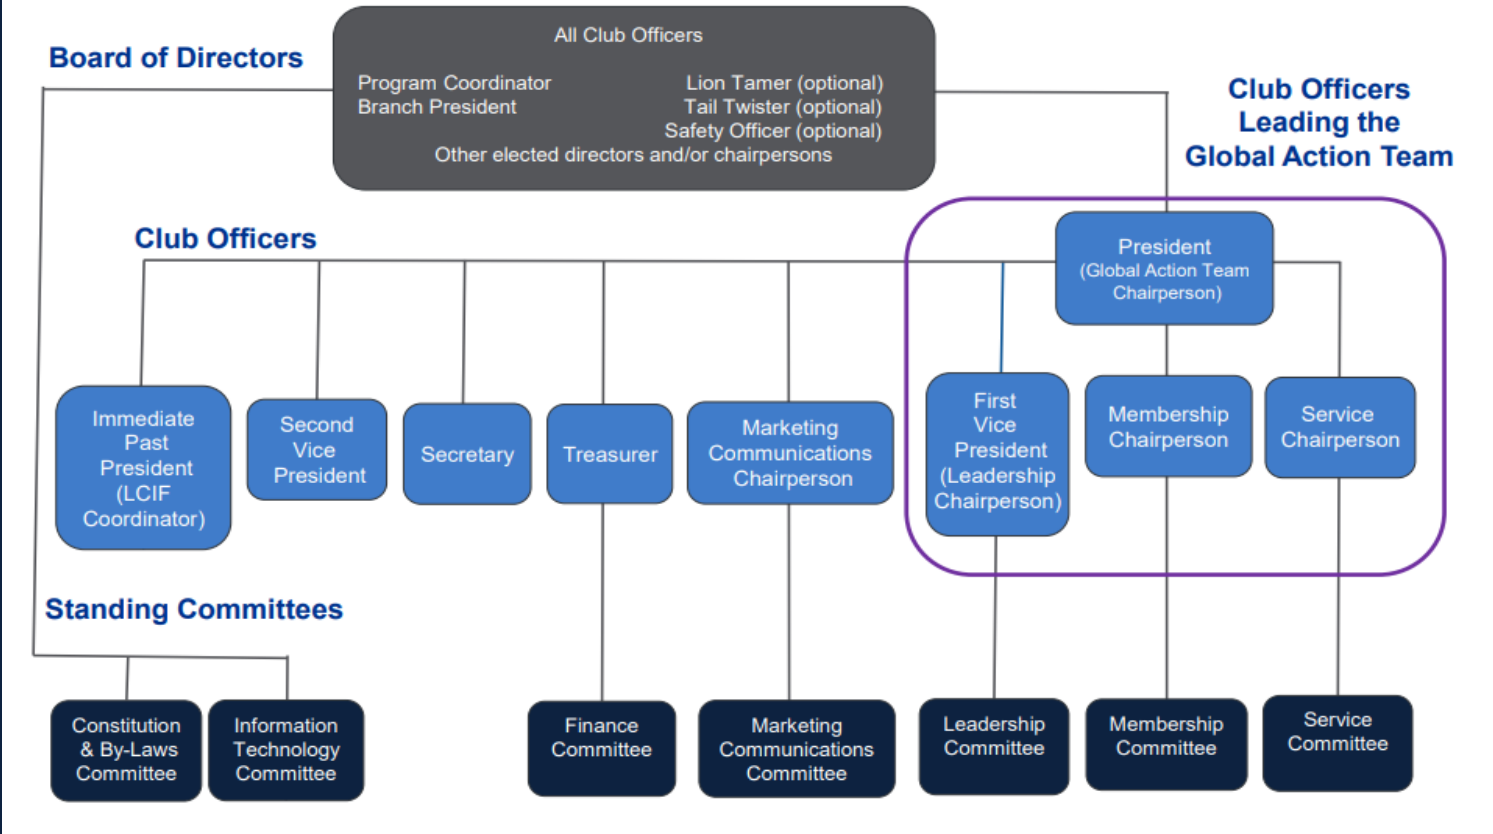 Board of Directors
All Club Officers
Program Coordinator
Branch President
Lion Tamer (optional)
Tail Twister (optional)
Safety Officer (optional)
Other elected directors and/or chairpersons
Club Officers
Leading the
Global Action Team
Club Officers
President
(Global Action Team
Chairperson)
Immediate
Past
President
(LCIF
Coordinator)
Second
Vice
President
Secretary
Treasurer
Marketing
Communications
Chairperson
First
Vice
President
(Leadership
Chairperson)
Membership
Chairperson
Service
Chairperson
Standing Committees
Constitution
& By-Laws
Committee
Information
Technology
Committee
Finance
Committee
Marketing
Communications
Committee
Leadership
Committee
Membership
Committee
Service
Committee